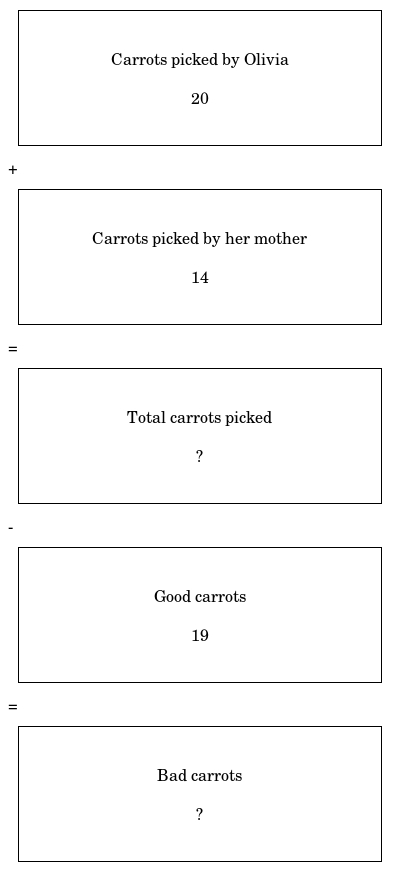 Carrots picked by Olivia
20
+
Carrots picked by her mother
14
=
Total carrots picked
?
-
Good carrots
19
=
Bad carrots
?